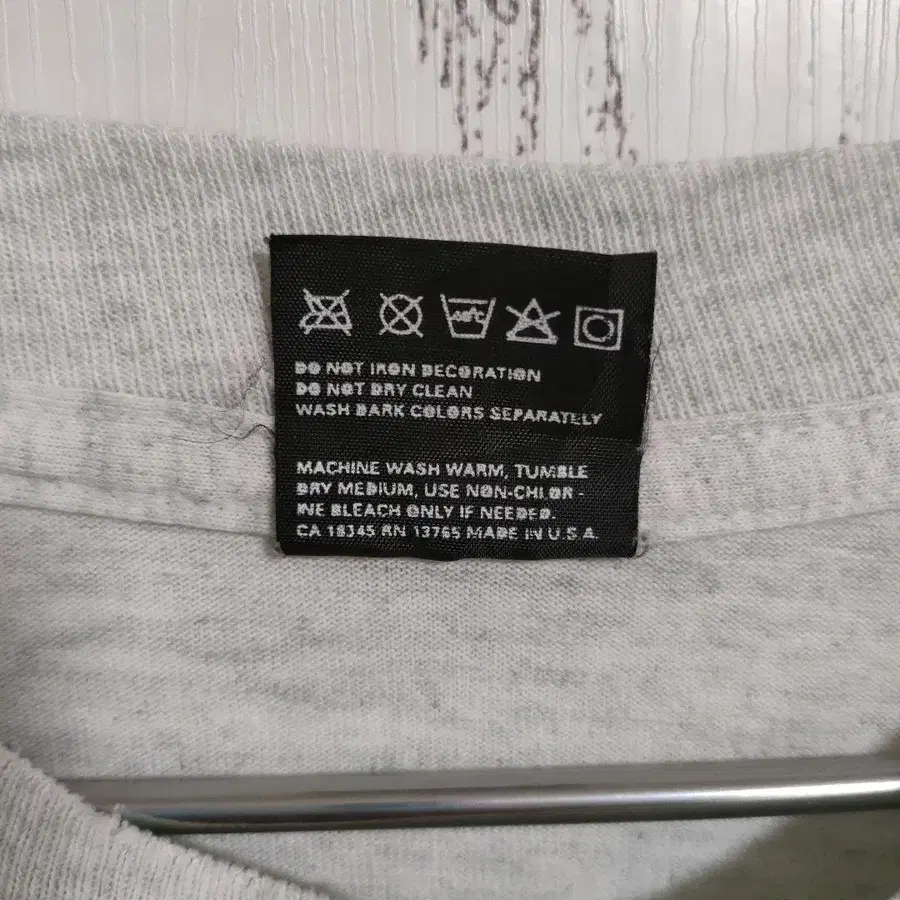 DO NOT IRON DECORATION
DO NOT DRY CLEAN
WASH DARK COLORS SEPARATELY
MACHINE WASH WARM, TUMBLE
DRY MEDIUM, USE NON-CHLOR-
INE BLEACH ONLY IF NEEDED.
CA 18345 RN 13765 MADE IN U.S.A.